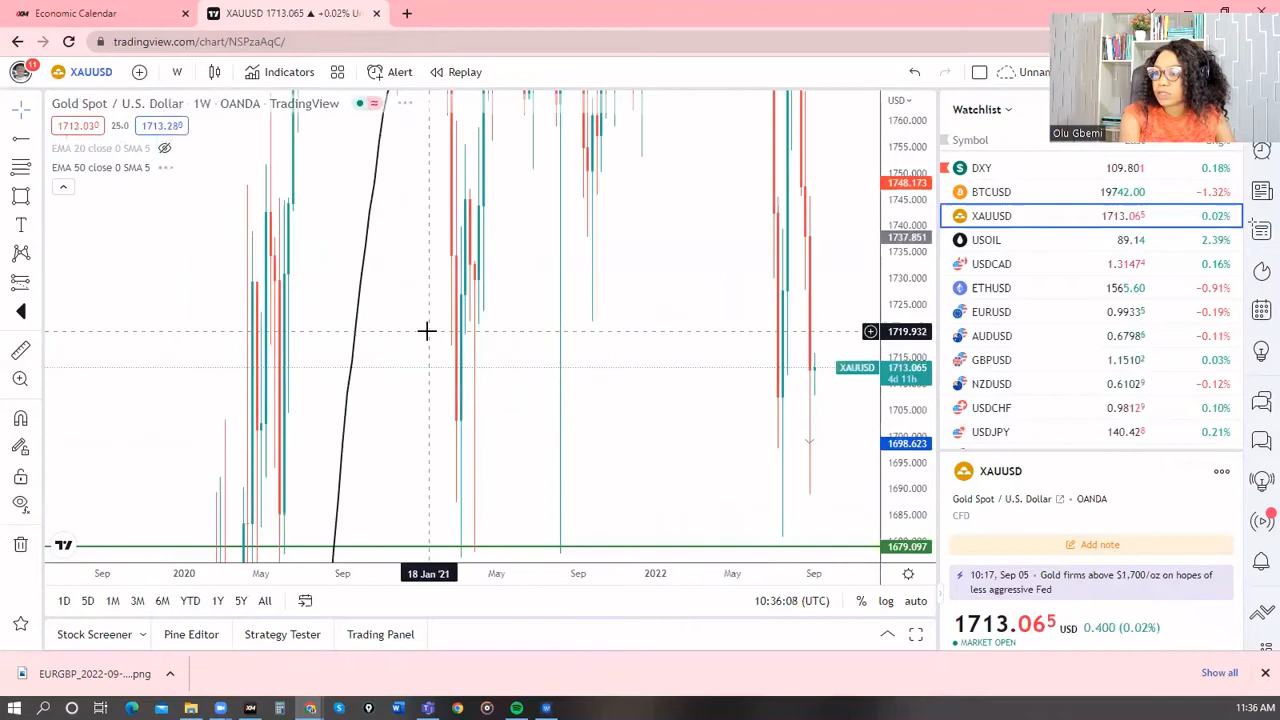 Economic Calendar
XAUUSD 1713.065 ▲ +0.02% Un
tradingview.com/chart/NSPzaAqC/
11
XAUUSD
W
Indicators
Alert
Replay
Unnam
Olu Gbemi
Gold Spot / U.S. Dollar · 1W · OANDA · TradingView
1712.030
25.0
1713.280
EMA 20 close 0 SMA 5
EMA 50 close 0 SMA 5
USD
1760.000
1755.000
1750.000
1748.173
1745.000
1740.000
1737.851
1735.000
1730.000
1725.000
1719.932
1715.000
XAUUSD
1713.065
4d 11h
1705.000
1698.623
1695.000
1690.000
1685.000
1679.097
Sep
2020
May
Sep
18 Jan '21
May
Sep
2022
May
Sep
1D 5D 1M 3M 6M YTD 1Y 5Y All
10:36:08 (UTC)
%
log
auto
Stock Screener
Pine Editor
Strategy Tester
Trading Panel
Watchlist
Symbol
DXY 109.801 0.18%
BTCUSD 19742.00 −1.32%
XAUUSD 1713.065 0.02%
USOIL 89.14 2.39%
USDCAD 1.31474 0.16%
ETHUSD 1565.60 −0.91%
EURUSD 0.99335 −0.19%
AUDUSD 0.67986 −0.11%
GBPUSD 1.15102 0.03%
NZDUSD 0.61029 −0.12%
USDCHF 0.98129 0.10%
USDJPY 140.428 0.21%
XAUUSD
Gold Spot / U.S. Dollar · OANDA
CFD
Add note
10:17, Sep 05 · Gold firms above $1,700/oz on hopes of
less aggressive Fed
1713.065 USD 0.400 (0.02%)
MARKET OPEN
EURGBP_2022-09-....png
Show all
11:36 AM